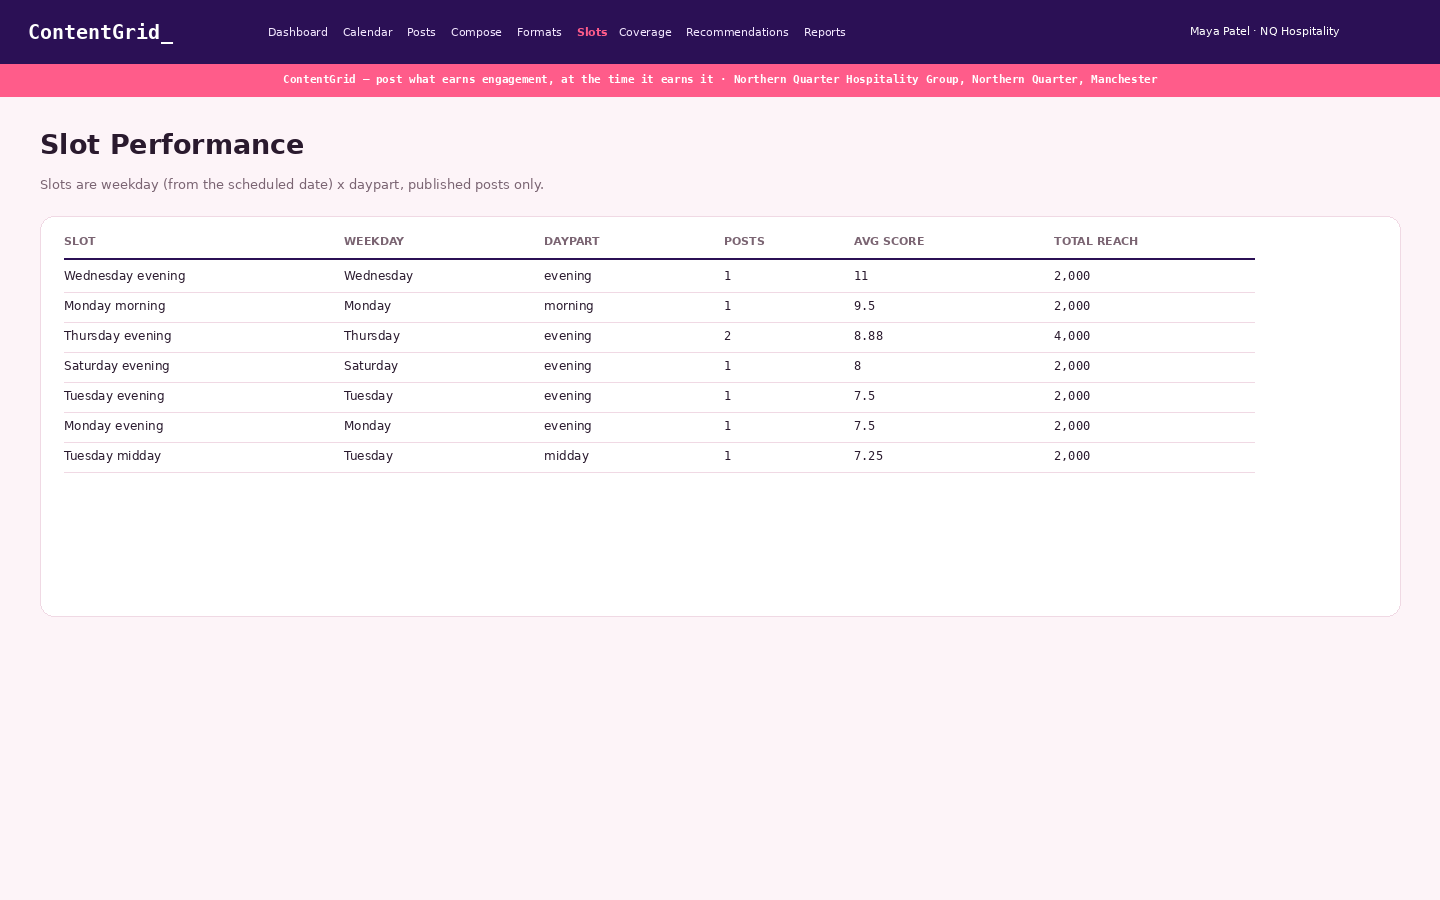 ContentGrid_ Dashboard Calendar Posts Compose Formats Slots Coverage Recommendations Reports Maya Patel · NQ Hospitality
ContentGrid — post what earns engagement, at the time it earns it · Northern Quarter Hospitality Group, Northern Quarter, Manchester
Slot Performance
Slots are weekday (from the scheduled date) x daypart, published posts only.
SLOT WEEKDAY DAYPART POSTS AVG SCORE TOTAL REACH
Wednesday evening Wednesday evening 1 11 2,000
Monday morning Monday morning 1 9.5 2,000
Thursday evening Thursday evening 2 8.88 4,000
Saturday evening Saturday evening 1 8 2,000
Tuesday evening Tuesday evening 1 7.5 2,000
Monday evening Monday evening 1 7.5 2,000
Tuesday midday Tuesday midday 1 7.25 2,000